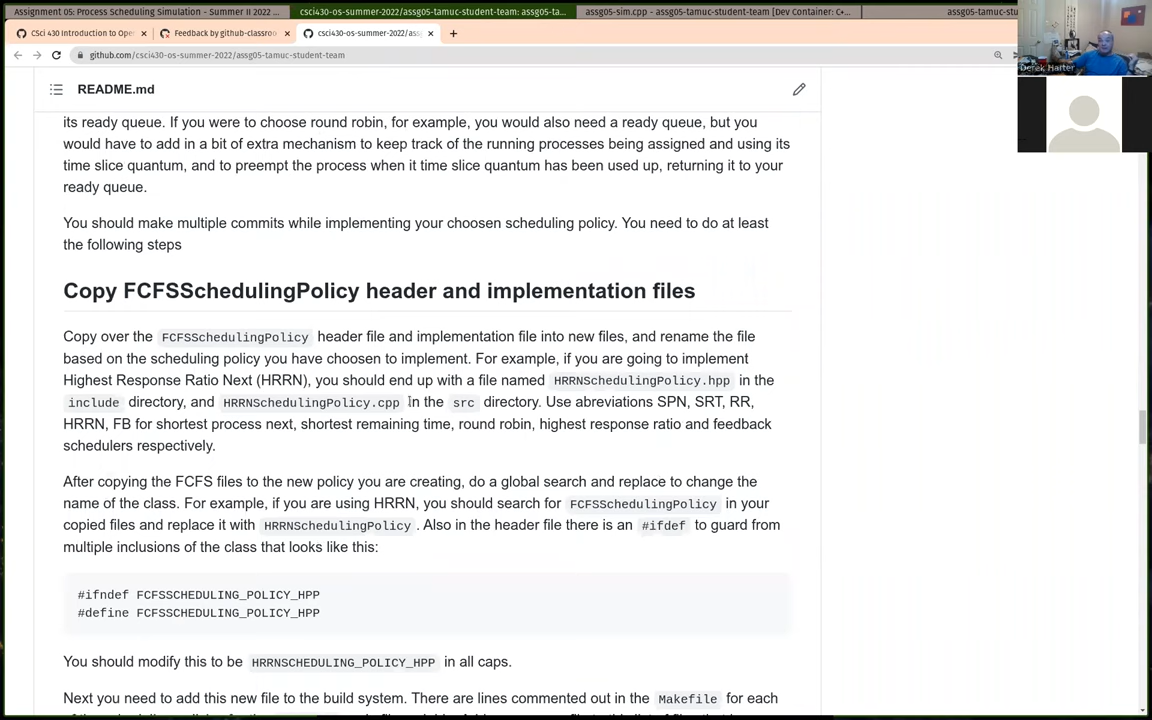 Assignment 05: Process Scheduling Simulation - Summer II 2022 ...
csci430-os-summer-2022/assg05-tamuc-student-team: assg05-ta...
assg05-sim.cpp - assg05-tamuc-student-team [Dev Container: C+...
assg05-tamuc-stu
CSci 430 Introduction to Ope
Feedback by github-classroo
csci430-os-summer-2022/ass
github.com/csci430-os-summer-2022/assg05-tamuc-student-team
Derek Harter
README.md
its ready queue. If you were to choose round robin, for example, you would also need a ready queue, but you
would have to add in a bit of extra mechanism to keep track of the running processes being assigned and using its
time slice quantum, and to preempt the process when it time slice quantum has been used up, returning it to your
ready queue.
You should make multiple commits while implementing your choosen scheduling policy. You need to do at least
the following steps
Copy FCFSSchedulingPolicy header and implementation files
Copy over the FCFSSchedulingPolicy header file and implementation file into new files, and rename the file
based on the scheduling policy you have choosen to implement. For example, if you are going to implement
Highest Response Ratio Next (HRRN), you should end up with a file named HRRNSchedulingPolicy.hpp in the
include directory, and HRRNSchedulingPolicy.cpp in the src directory. Use abreviations SPN, SRT, RR,
HRRN, FB for shortest process next, shortest remaining time, round robin, highest response ratio and feedback
schedulers respectively.
After copying the FCFS files to the new policy you are creating, do a global search and replace to change the
name of the class. For example, if you are using HRRN, you should search for FCFSSchedulingPolicy in your
copied files and replace it with HRRNSchedulingPolicy . Also in the header file there is an #ifdef to guard from
multiple inclusions of the class that looks like this:
#ifndef FCFSSCHEDULING_POLICY_HPP
#define FCFSSCHEDULING_POLICY_HPP
You should modify this to be HRRNSCHEDULING_POLICY_HPP in all caps.
Next you need to add this new file to the build system. There are lines commented out in the Makefile for each